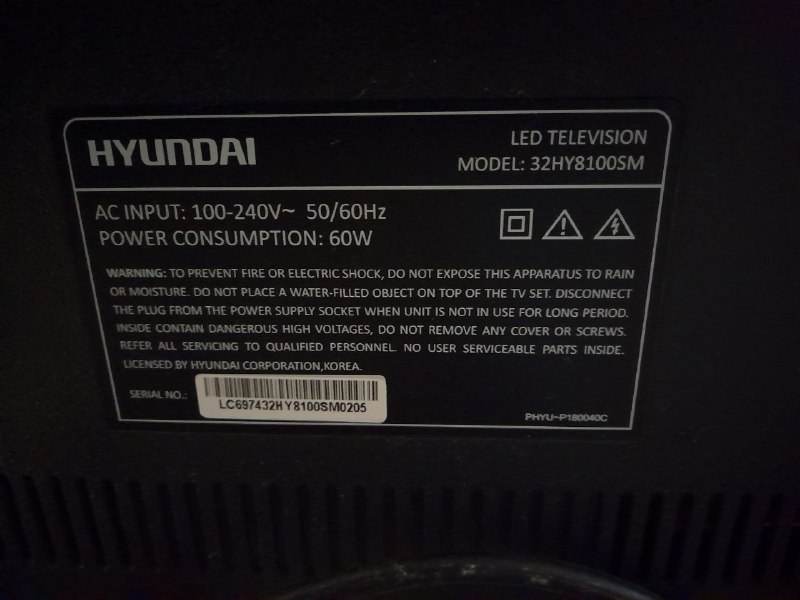 HYUNDAI
LED TELEVISION
MODEL: 32HY8100SM
AC INPUT: 100-240V~ 50/60Hz
POWER CONSUMPTION: 60W
WARNING: TO PREVENT FIRE OR ELECTRIC SHOCK, DO NOT EXPOSE THIS APPARATUS TO RAIN
OR MOISTURE. DO NOT PLACE A WATER-FILLED OBJECT ON TOP OF THE TV SET. DISCONNECT
THE PLUG FROM THE POWER SUPPLY SOCKET WHEN UNIT IS NOT IN USE FOR LONG PERIOD.
INSIDE CONTAIN DANGEROUS HIGH VOLTAGES, DO NOT REMOVE ANY COVER OR SCREWS.
REFER ALL SERVICING TO QUALIFIED PERSONNEL. NO USER SERVICEABLE PARTS INSIDE.
LICENSED BY HYUNDAI CORPORATION,KOREA.
SERIAL NO.:
LC697432HY8100SM0205
PHYU-P180040C